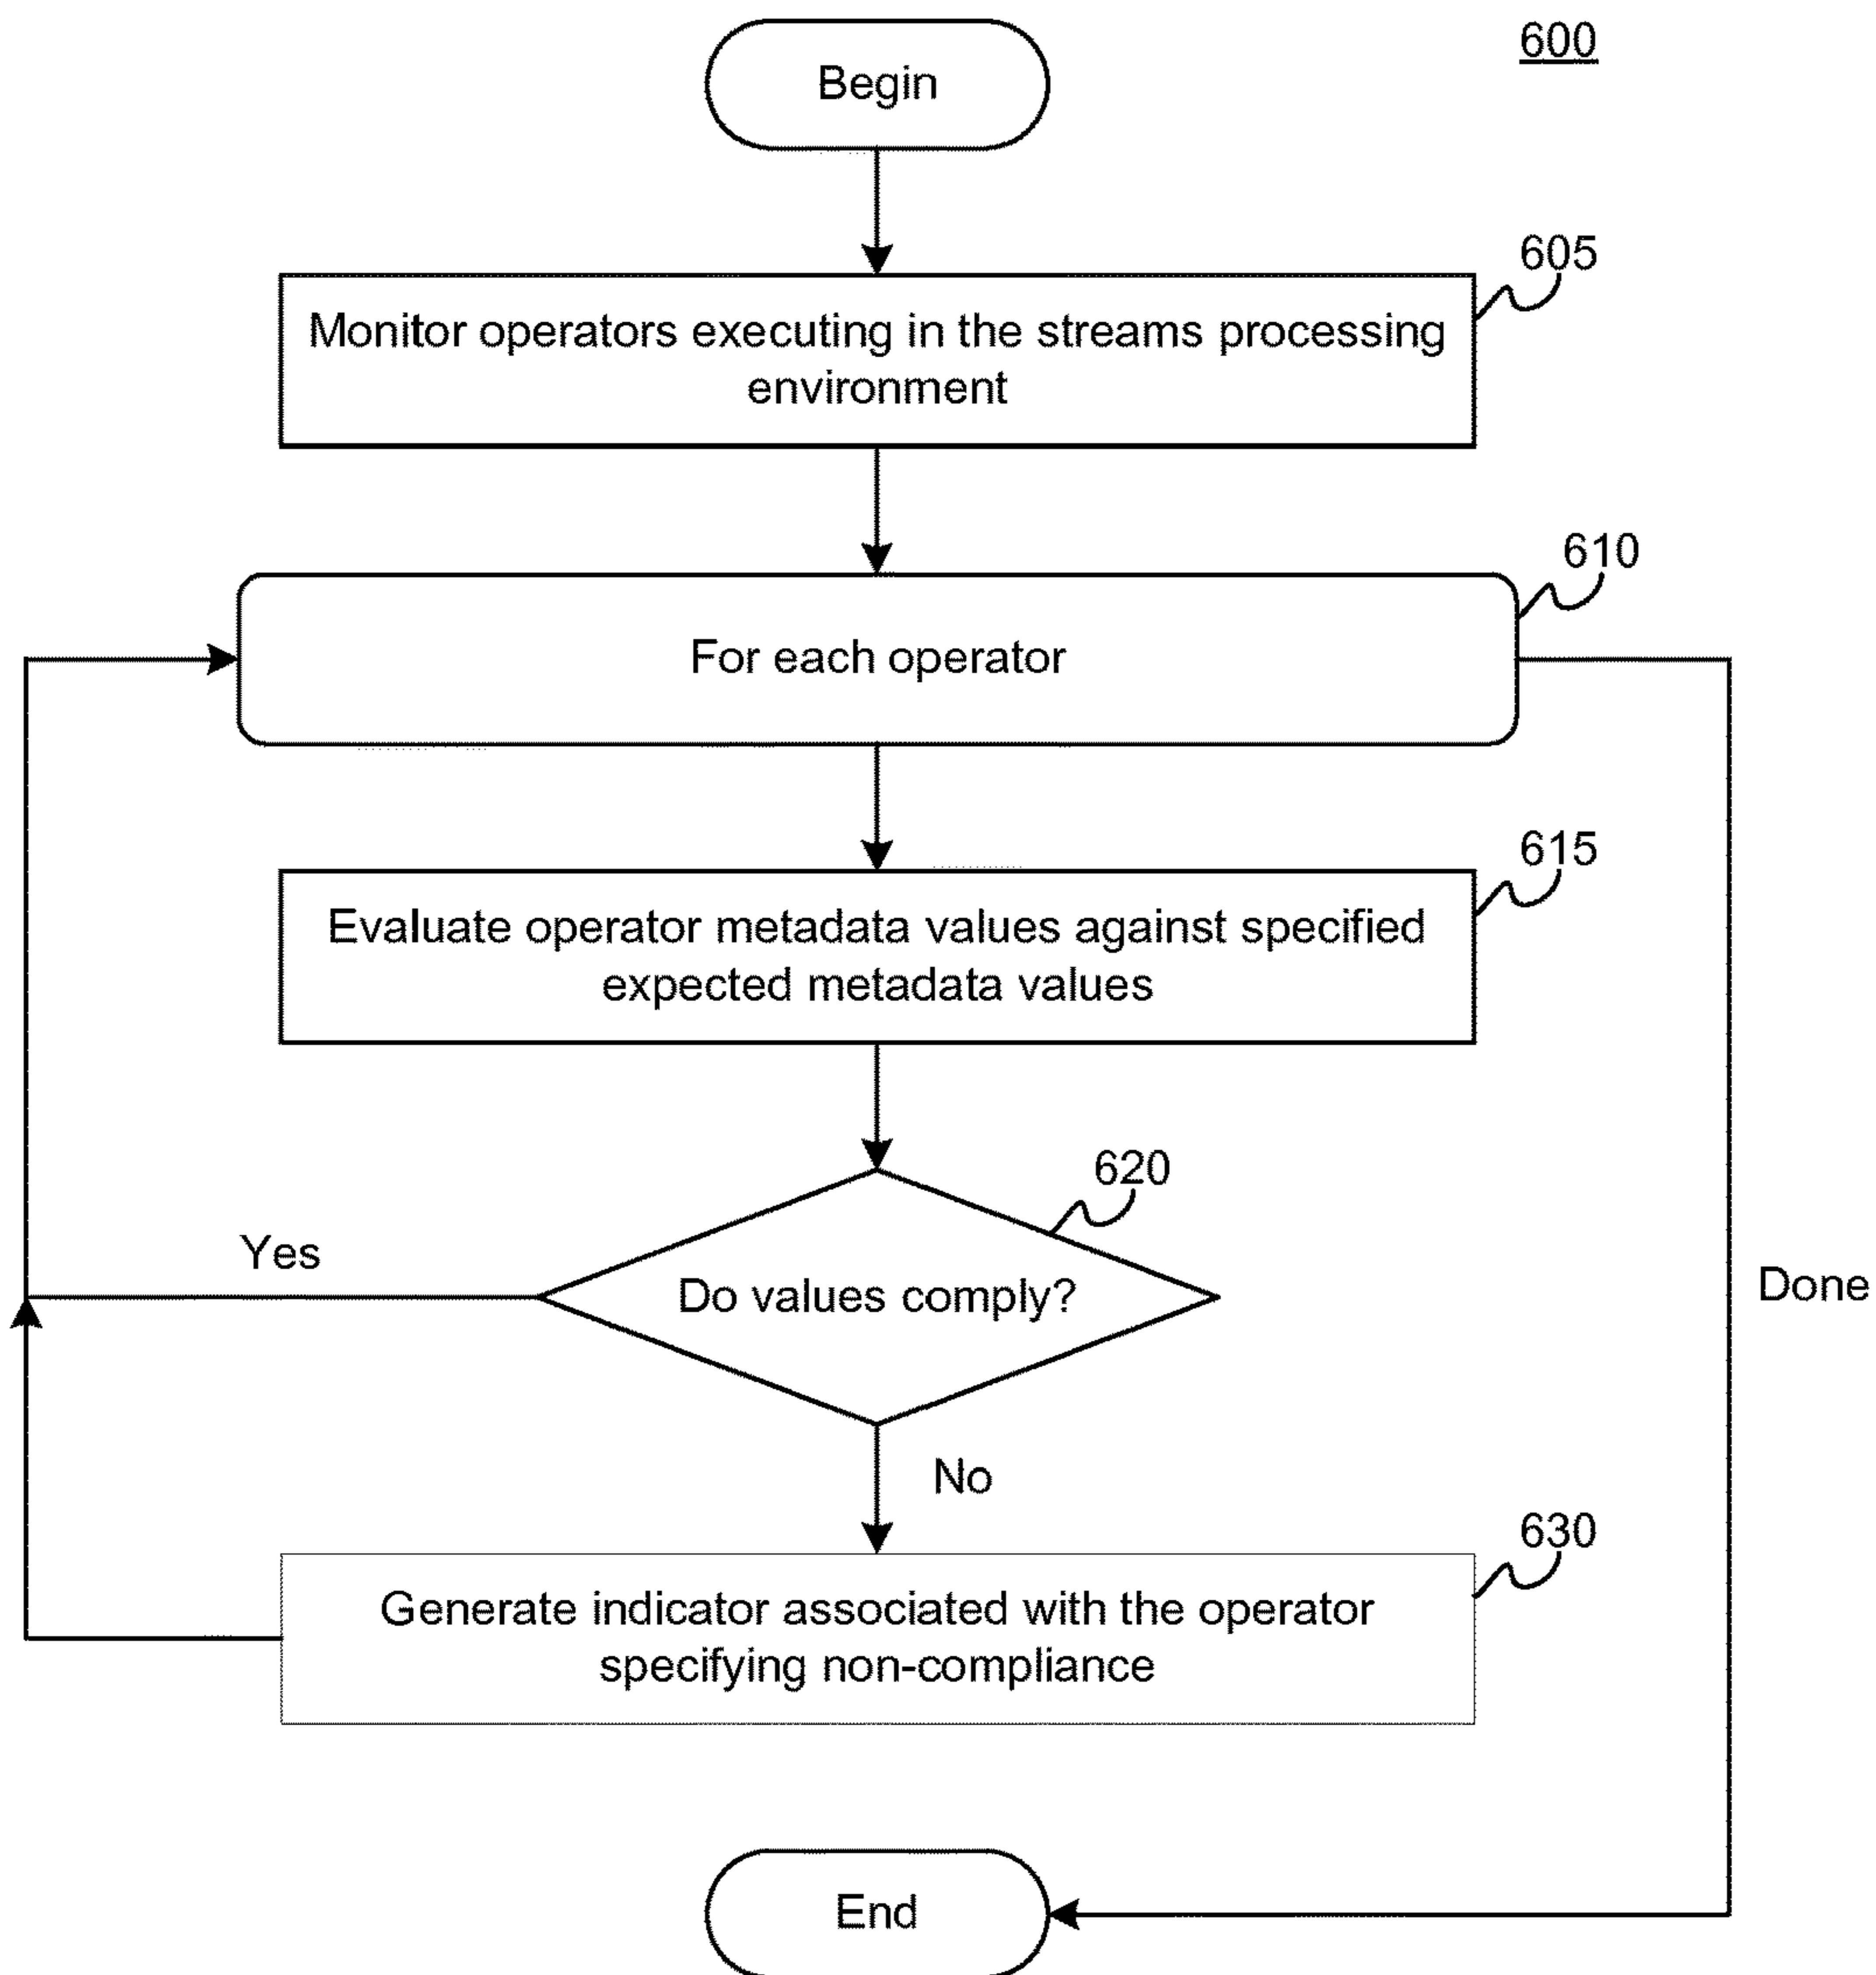 600
Begin
605
Monitor operators executing in the streams processing
environment
610
For each operator
615
Evaluate operator metadata values against specified
expected metadata values
620
Yes
Do values comply?
Done
No
630
Generate indicator associated with the operator
specifying non-compliance
End